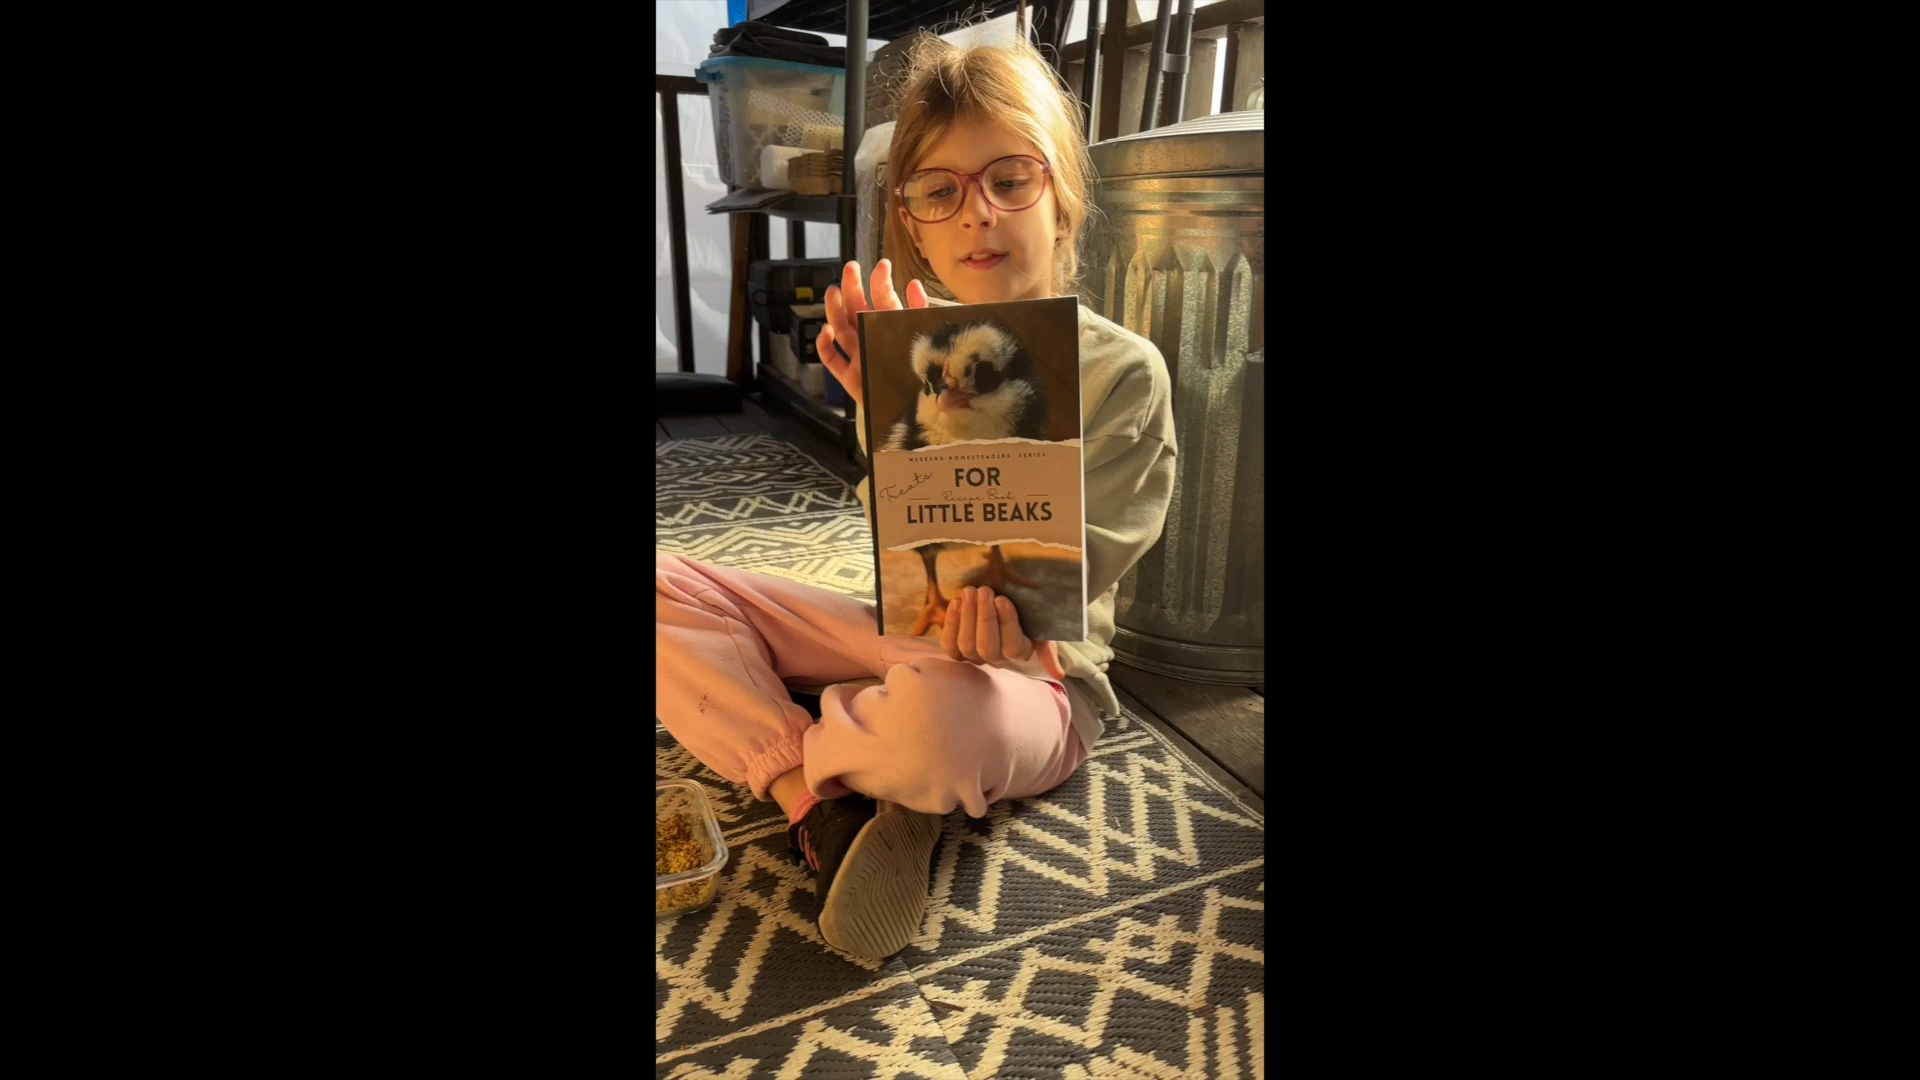 WEEKEND HOMESTEADERS' SERIES
Treats
FOR
Recipe Book
LITTLE BEAKS